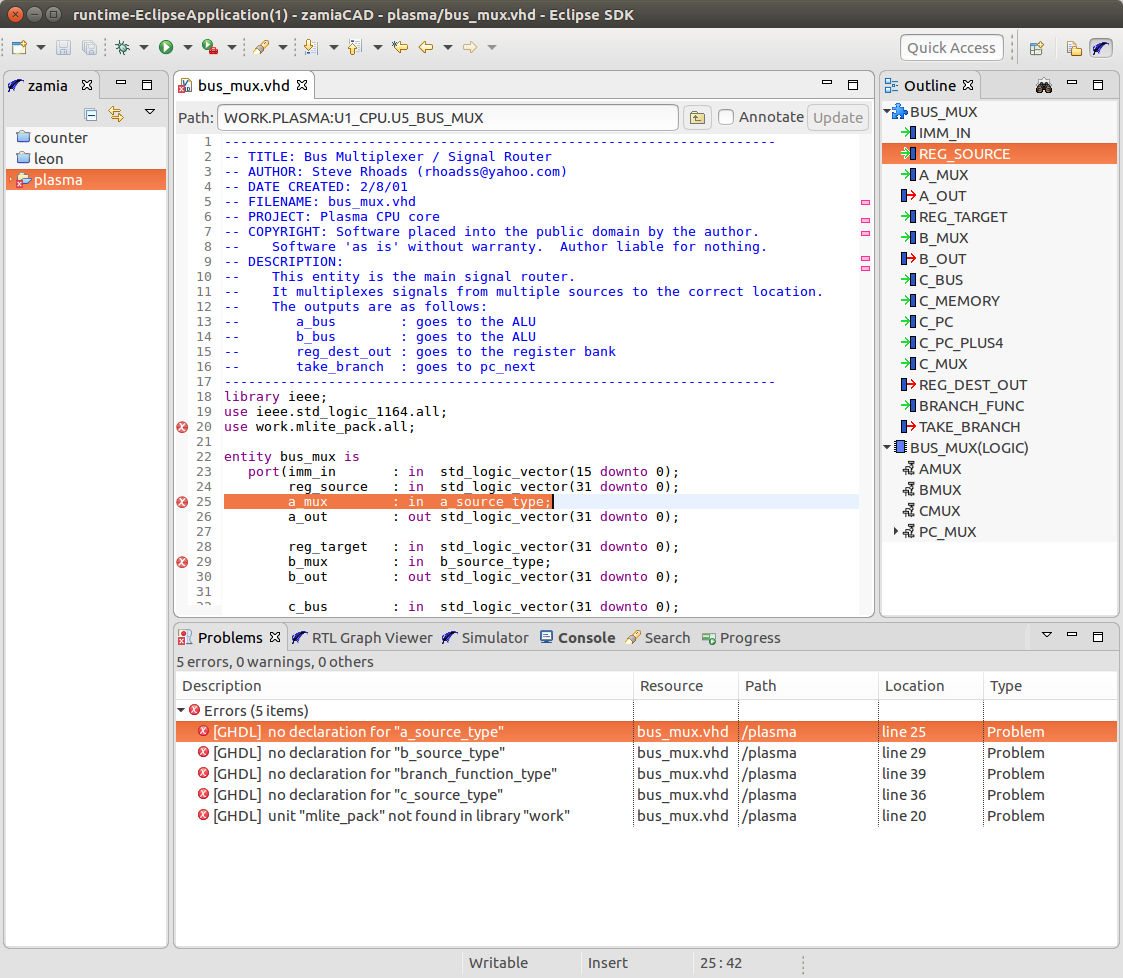 runtime-EclipseApplication(1) - zamiaCAD - plasma/bus_mux.vhd - Eclipse SDK
Quick Access
zamia
counter
leon
plasma
bus_mux.vhd
Path: WORK.PLASMA:U1_CPU.U5_BUS_MUX Annotate Update
1 ---------------------------------------------------------------------
2 -- TITLE: Bus Multiplexer / Signal Router
3 -- AUTHOR: Steve Rhoads (rhoadss@yahoo.com)
4 -- DATE CREATED: 2/8/01
5 -- FILENAME: bus_mux.vhd
6 -- PROJECT: Plasma CPU core
7 -- COPYRIGHT: Software placed into the public domain by the author.
8 --    Software 'as is' without warranty.  Author liable for nothing.
9 -- DESCRIPTION:
10 --    This entity is the main signal router.
11 --    It multiplexes signals from multiple sources to the correct location.
12 --    The outputs are as follows:
13 --       a_bus        : goes to the ALU
14 --       b_bus        : goes to the ALU
15 --       reg_dest_out : goes to the register bank
16 --       take_branch  : goes to pc_next
17 ---------------------------------------------------------------------
18 library ieee;
19 use ieee.std_logic_1164.all;
20 use work.mlite_pack.all;
21
22 entity bus_mux is
23    port(imm_in       : in  std_logic_vector(15 downto 0);
24         reg_source   : in  std_logic_vector(31 downto 0);
25         a_mux        : in  a_source_type;
26         a_out        : out std_logic_vector(31 downto 0);
27
28         reg_target   : in  std_logic_vector(31 downto 0);
29         b_mux        : in  b_source_type;
30         b_out        : out std_logic_vector(31 downto 0);
31
32         c_bus        : in  std_logic_vector(31 downto 0);
Outline
BUS_MUX
IMM_IN
REG_SOURCE
A_MUX
A_OUT
REG_TARGET
B_MUX
B_OUT
C_BUS
C_MEMORY
C_PC
C_PC_PLUS4
C_MUX
REG_DEST_OUT
BRANCH_FUNC
TAKE_BRANCH
BUS_MUX(LOGIC)
AMUX
BMUX
CMUX
PC_MUX
Problems RTL Graph Viewer Simulator Console Search Progress
5 errors, 0 warnings, 0 others
Description Resource Path Location Type
Errors (5 items)
[GHDL] no declaration for "a_source_type" bus_mux.vhd /plasma line 25 Problem
[GHDL] no declaration for "b_source_type" bus_mux.vhd /plasma line 29 Problem
[GHDL] no declaration for "branch_function_type" bus_mux.vhd /plasma line 39 Problem
[GHDL] no declaration for "c_source_type" bus_mux.vhd /plasma line 36 Problem
[GHDL] unit "mlite_pack" not found in library "work" bus_mux.vhd /plasma line 20 Problem
Writable Insert 25 : 42